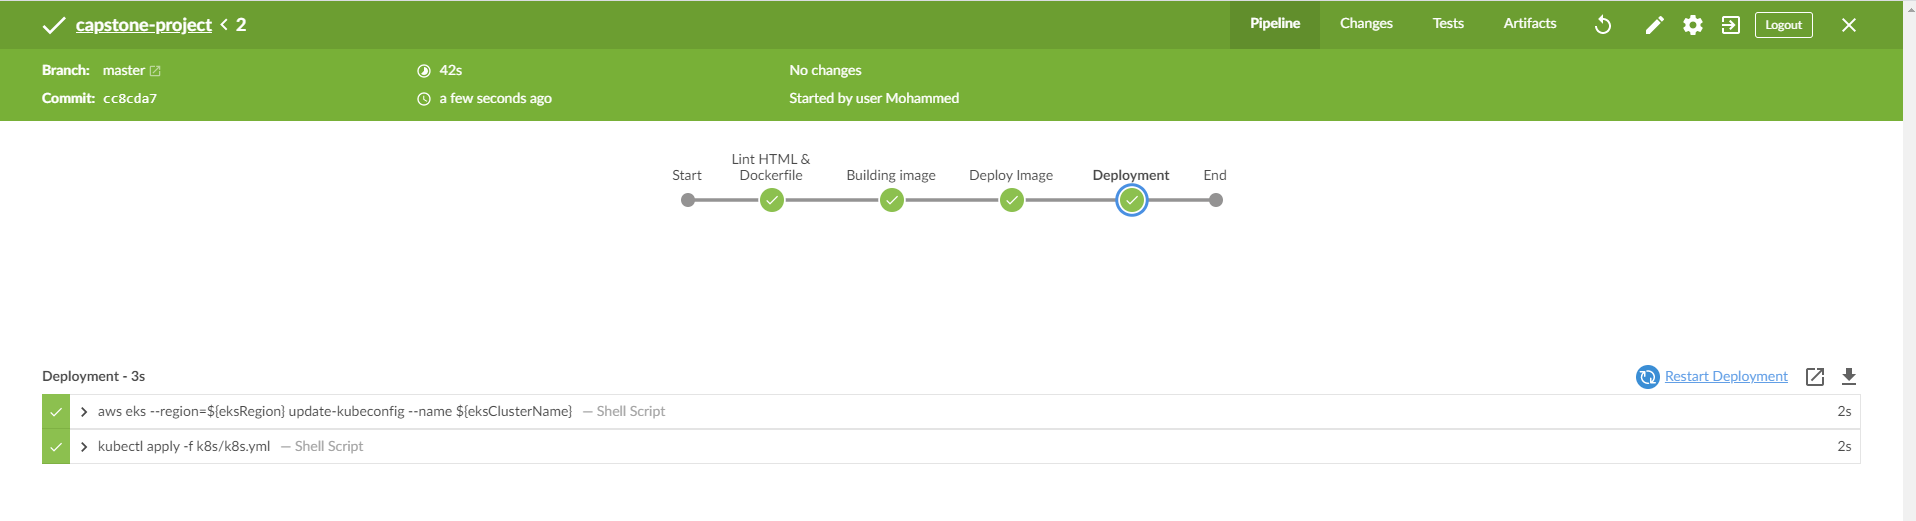 capstone-project < 2
Pipeline
Changes
Tests
Artifacts
Logout
Branch: master
42s
No changes
Commit: cc8cda7
a few seconds ago
Started by user Mohammed
Start
Lint HTML &
Dockerfile
Building image
Deploy Image
Deployment
End
Deployment - 3s
Restart Deployment
aws eks --region=${eksRegion} update-kubeconfig --name ${eksClusterName} — Shell Script
2s
kubectl apply -f k8s/k8s.yml — Shell Script
2s